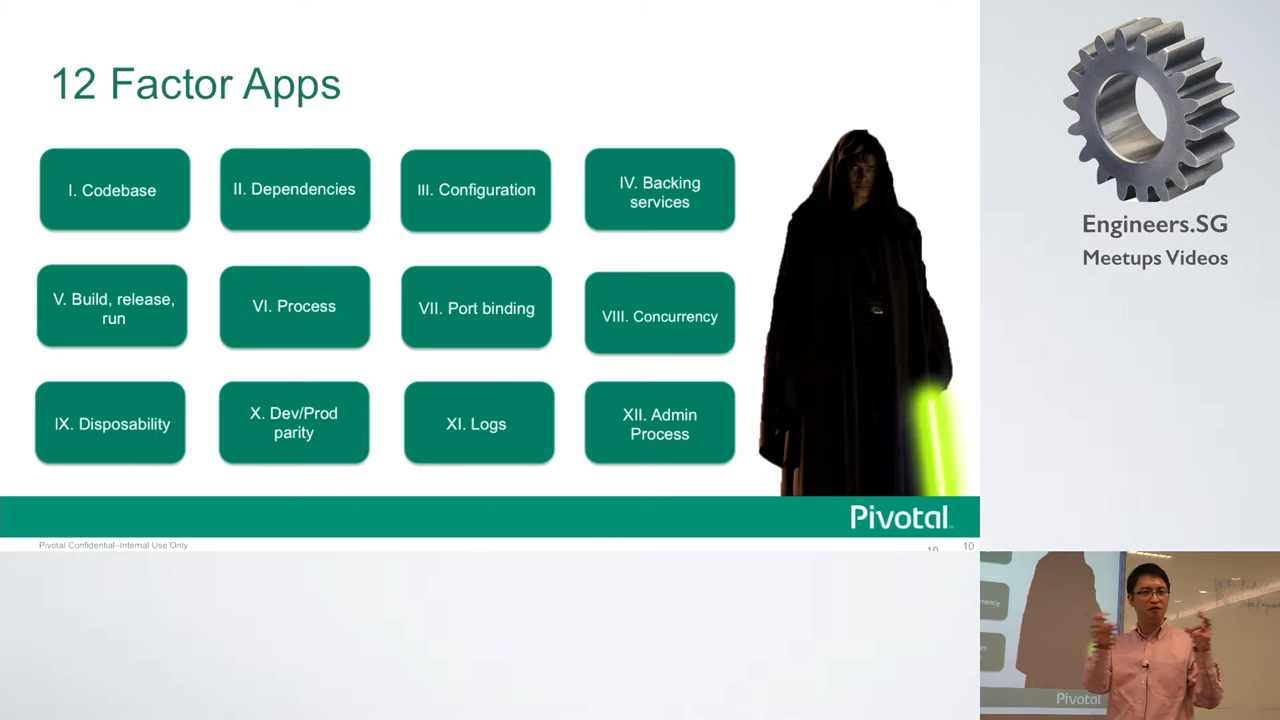 12 Factor Apps
I. Codebase
II. Dependencies
III. Configuration
IV. Backing
services
V. Build, release,
run
VI. Process
VII. Port binding
VIII. Concurrency
IX. Disposability
X. Dev/Prod
parity
XI. Logs
XII. Admin
Process
Pivotal
Pivotal Confidential–Internal Use Only
10
10
Engineers.SG
Meetups Videos
Pivotal